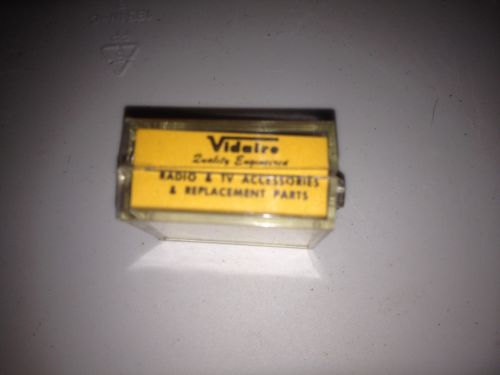 Vidaire
Quality Engineered
RADIO & TV ACCESSORIES
& REPLACEMENT PARTS